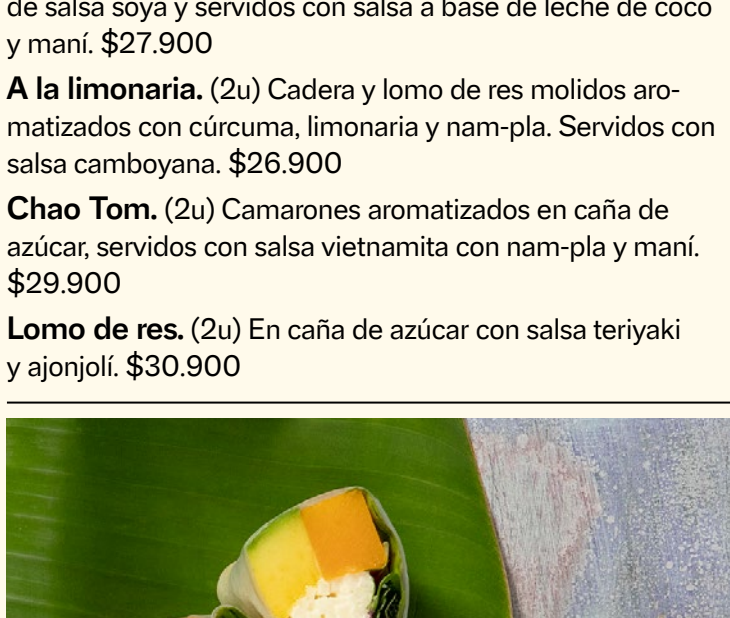 de salsa soya y servidos con salsa a base de leche de coco
y maní. $27.900
A la limonaria. (2u) Cadera y lomo de res molidos aro-
matizados con cúrcuma, limonaria y nam-pla. Servidos con
salsa camboyana. $26.900
Chao Tom. (2u) Camarones aromatizados en caña de
azúcar, servidos con salsa vietnamita con nam-pla y maní.
$29.900
Lomo de res. (2u) En caña de azúcar con salsa teriyaki
y ajonjolí. $30.900